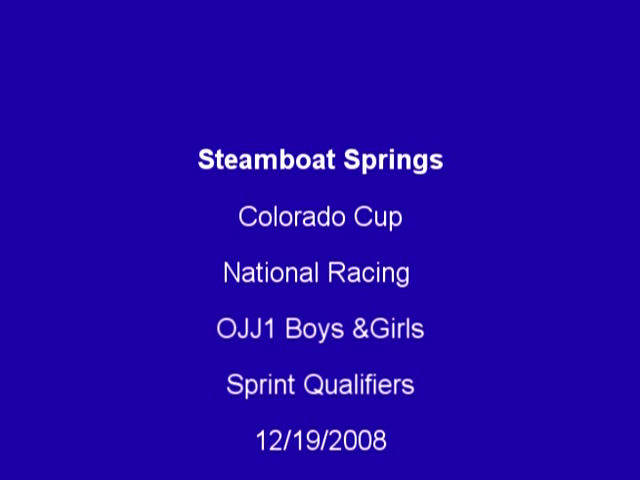 Steamboat Springs
Colorado Cup
National Racing
OJJ1 Boys &Girls
Sprint Qualifiers
12/19/2008